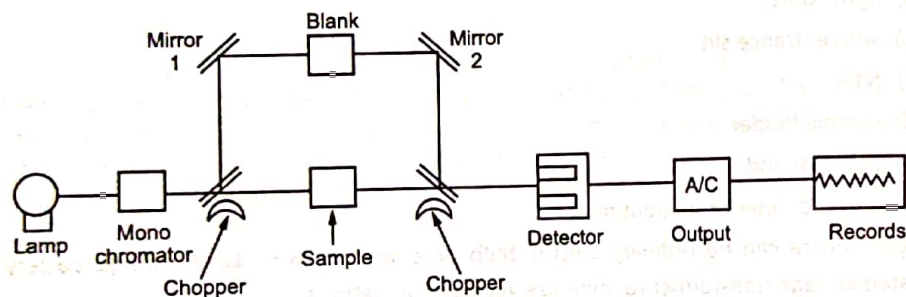 Blank
Mirror
1
Mirror
2
A/C
Lamp
Mono
chromator
Chopper
Sample
Chopper
Detector
Output
Records